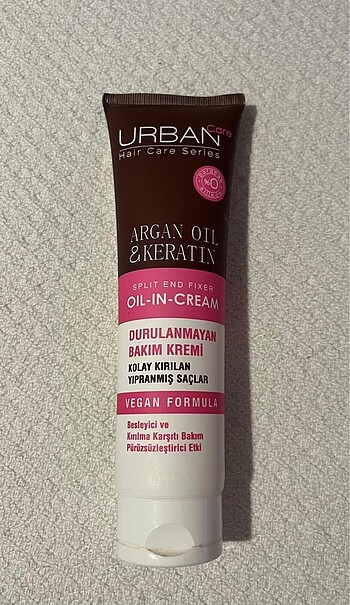 URBAN Care
Hair Care Series
%0
ARGAN OIL
& KERATIN
SPLIT END FIXER
OIL-IN-CREAM
DURULANMAYAN
BAKIM KREMİ
KOLAY KIRILAN
YIPRANMIŞ SAÇLAR
VEGAN FORMULA
Besleyici ve
Kırılma Karşıtı Bakım
Pürüzsüzleştirici Etki